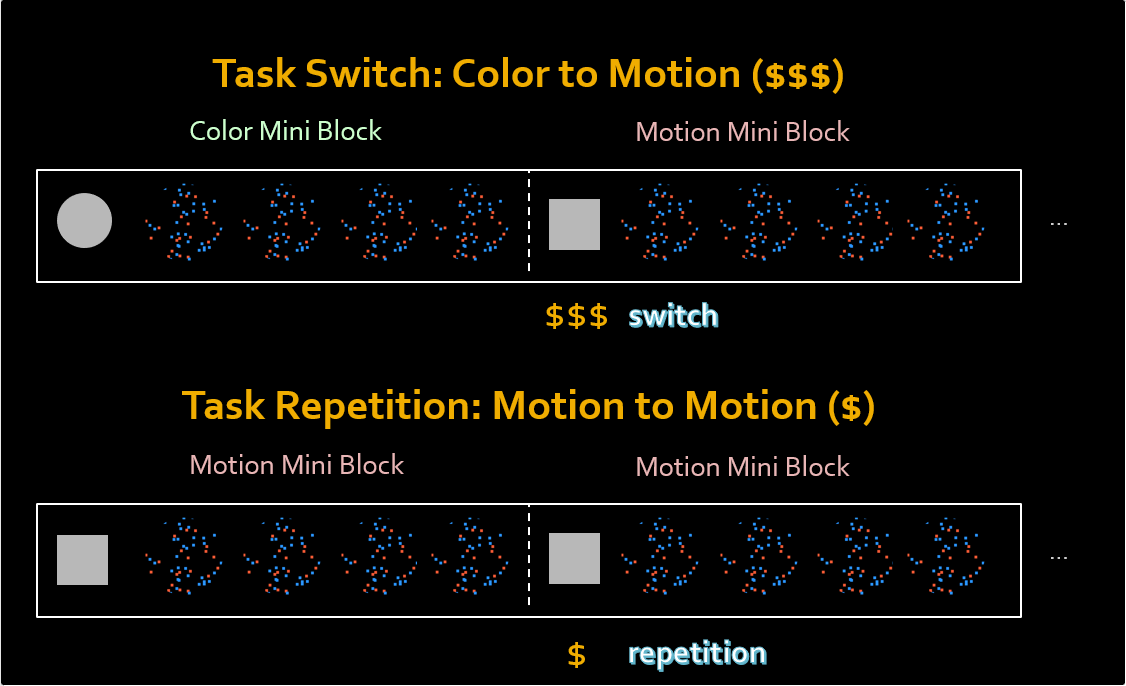 Task Switch: Color to Motion ($$$)
Color Mini Block
Motion Mini Block
...
$$$ switch
Task Repetition: Motion to Motion ($)
Motion Mini Block
Motion Mini Block
...
$ repetition